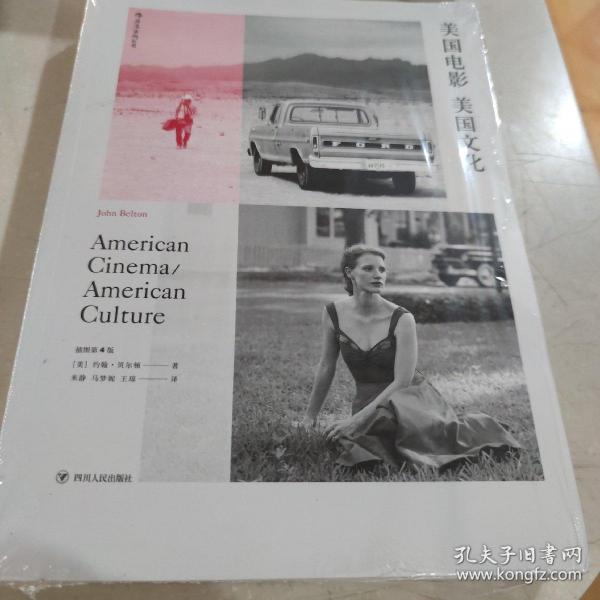 美国电影 美国文化
FORD
John Belton
American
Cinema/
American
Culture
插图第4版
[美] 约翰·贝尔顿——著
米静 马梦妮 王琼——译
四川人民出版社
孔夫子旧书网
www.kongfz.com